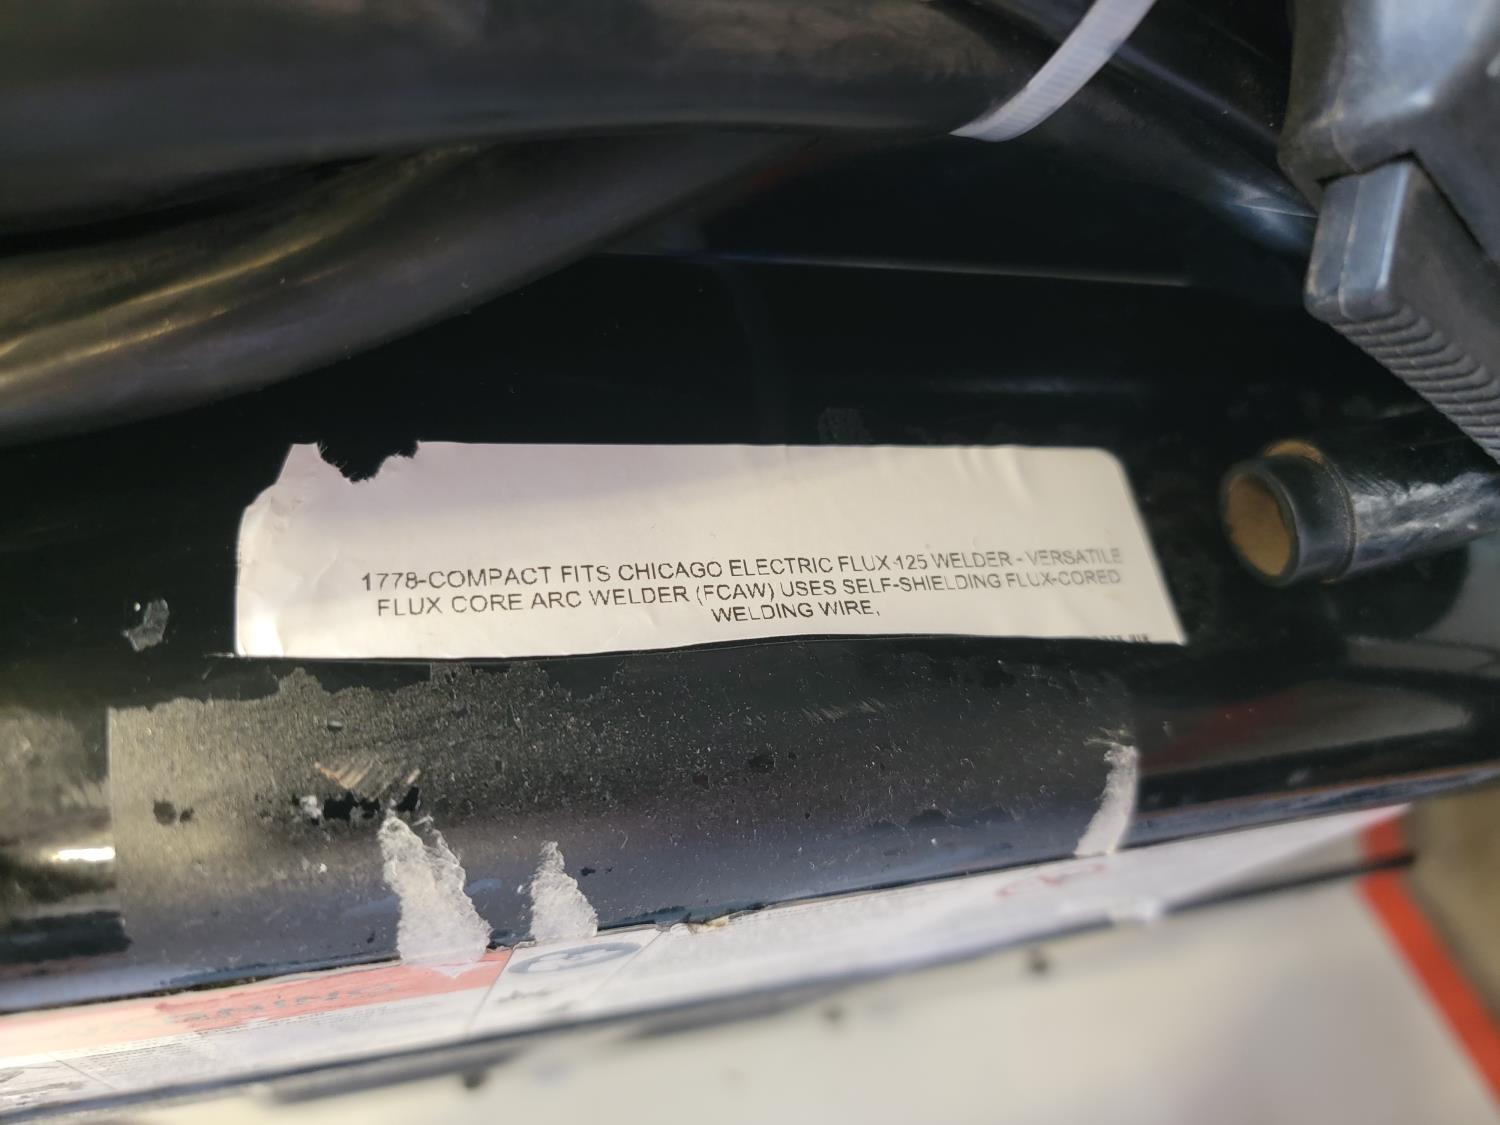 1778-COMPACT FITS CHICAGO ELECTRIC FLUX-125 WELDER - VERSATILE
FLUX CORE ARC WELDER (FCAW) USES SELF-SHIELDING FLUX-CORED
WELDING WIRE,
WARNING